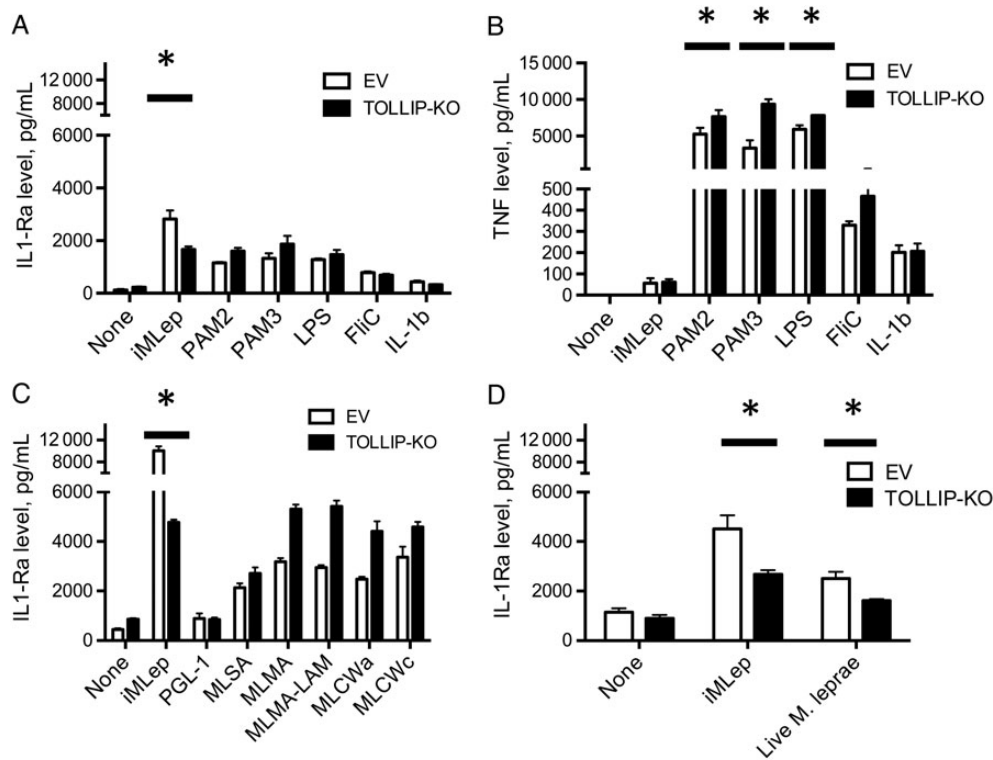 A
*
IL1-Ra level, pg/mL
12 000
8000
6000
4000
2000
0
EV
TOLLIP-KO
None
iMLep
PAM2
PAM3
LPS
FliC
IL-1b
B
* * *
TNF level, pg/mL
15 000
10 000
5000
500
400
300
200
100
0
EV
TOLLIP-KO
None
iMLep
PAM2
PAM3
LPS
FliC
IL-1b
C
*
IL1-Ra level, pg/mL
12 000
8000
6000
4000
2000
0
EV
TOLLIP-KO
None
iMLep
PGL-1
MLSA
MLMA
MLMA-LAM
MLCWa
MLCWc
D
* *
IL-1Ra level, pg/mL
12 000
8000
6000
4000
2000
0
EV
TOLLIP-KO
None
iMLep
Live M. leprae